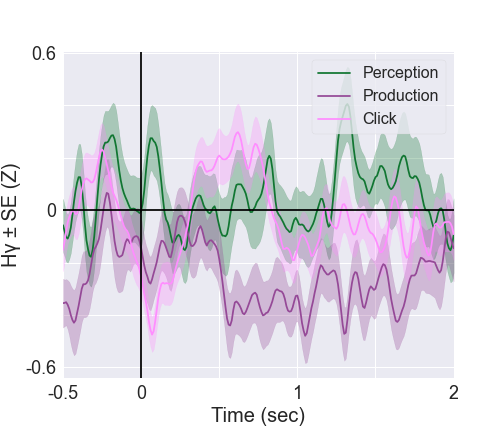 0.6
Perception
Production
Click
Hγ ± SE (Z)
0
-0.6
-0.5
0
1
2
Time (sec)